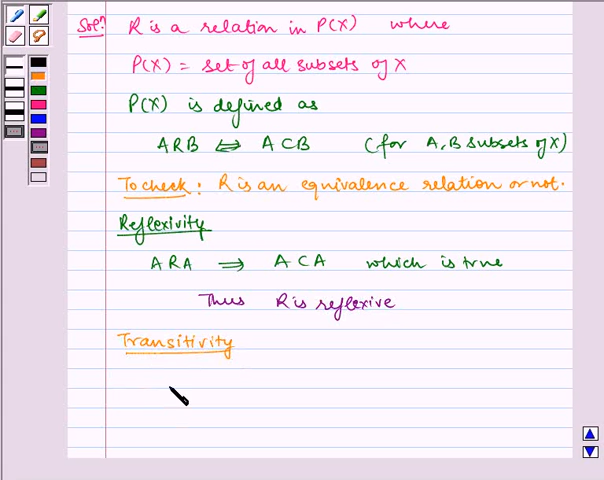 Solⁿ: R is a relation in P(X) where
P(X) = set of all subsets of X
P(X) is defined as
ARB ⇔ A⊂B (for A, B subsets of X)
To check: R is an equivalence relation or not.
Reflexivity
ARA ⇒ A⊂A which is true
Thus R is reflexive
Transitivity